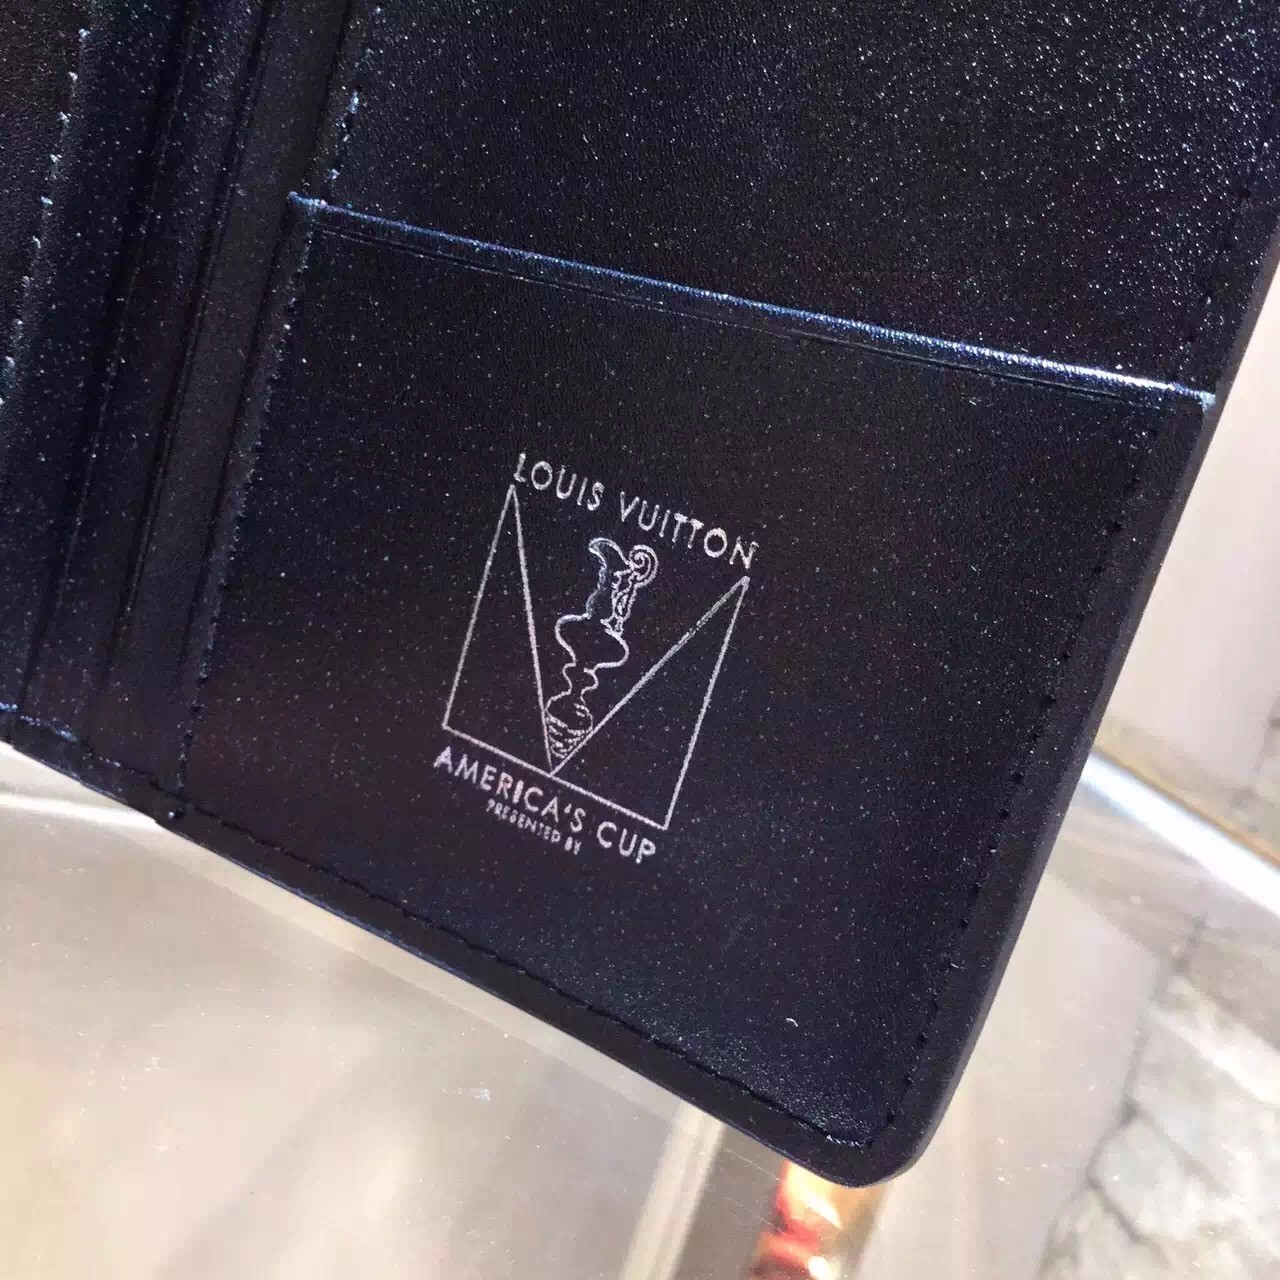 LOUIS VUITTON
AMERICA'S CUP
PRESENTED BY